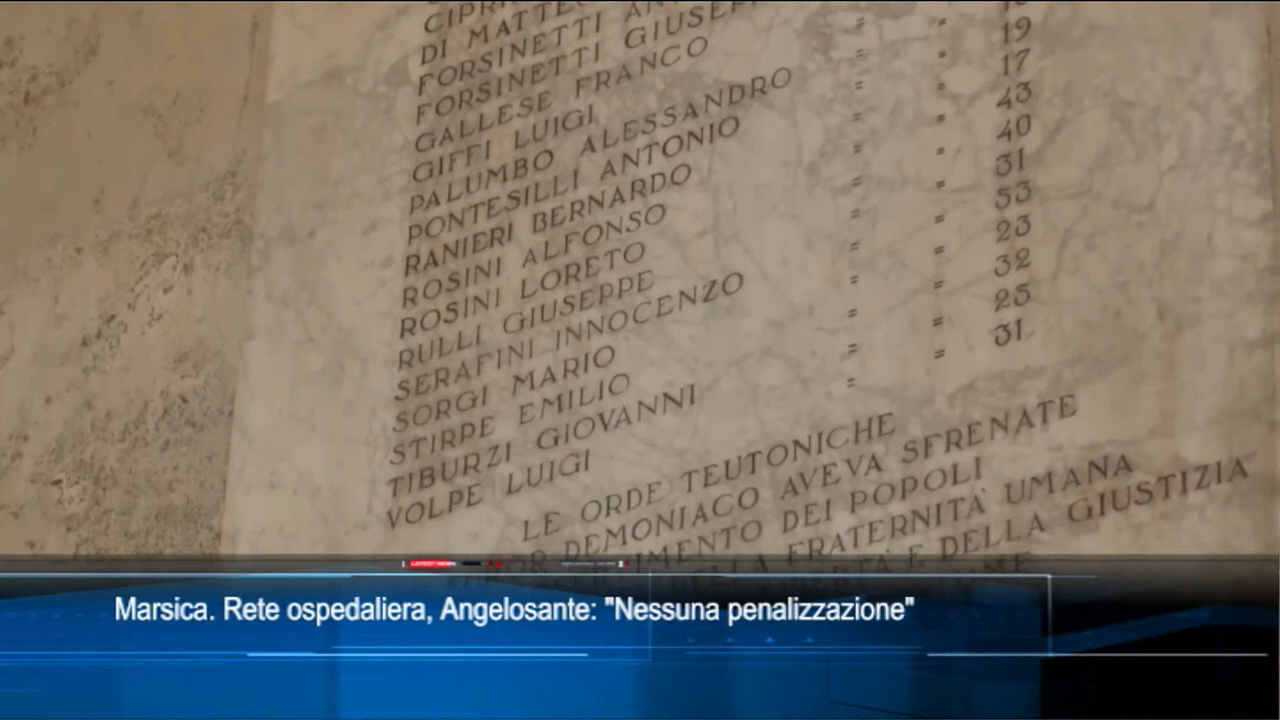 DI MATTEO
FORSINETTI
FORSINETTI GIUSEPPE
GALLESE FRANCO
GIFFI LUIGI
PALUMBO ALESSANDRO
PONTESILLI ANTONIO
RANIERI BERNARDO
ROSINI ALFONSO
ROSINI LORETO
RULLI GIUSEPPE
SERAFINI INNOCENZO
SORGI MARIO
STIRPE EMILIO
TIBURZI GIOVANNI
VOLPE LUIGI
19
17
43
40
31
53
23
32
25
31
LE ORDE TEUTONICHE
DEMONIACO AVEVA SFRENATE
DEI POPOLI
FRATERNITÀ UMANA
E DELLA GIUSTIZIA
LATEST NEWS
Marsica. Rete ospedaliera, Angelosante: "Nessuna penalizzazione"